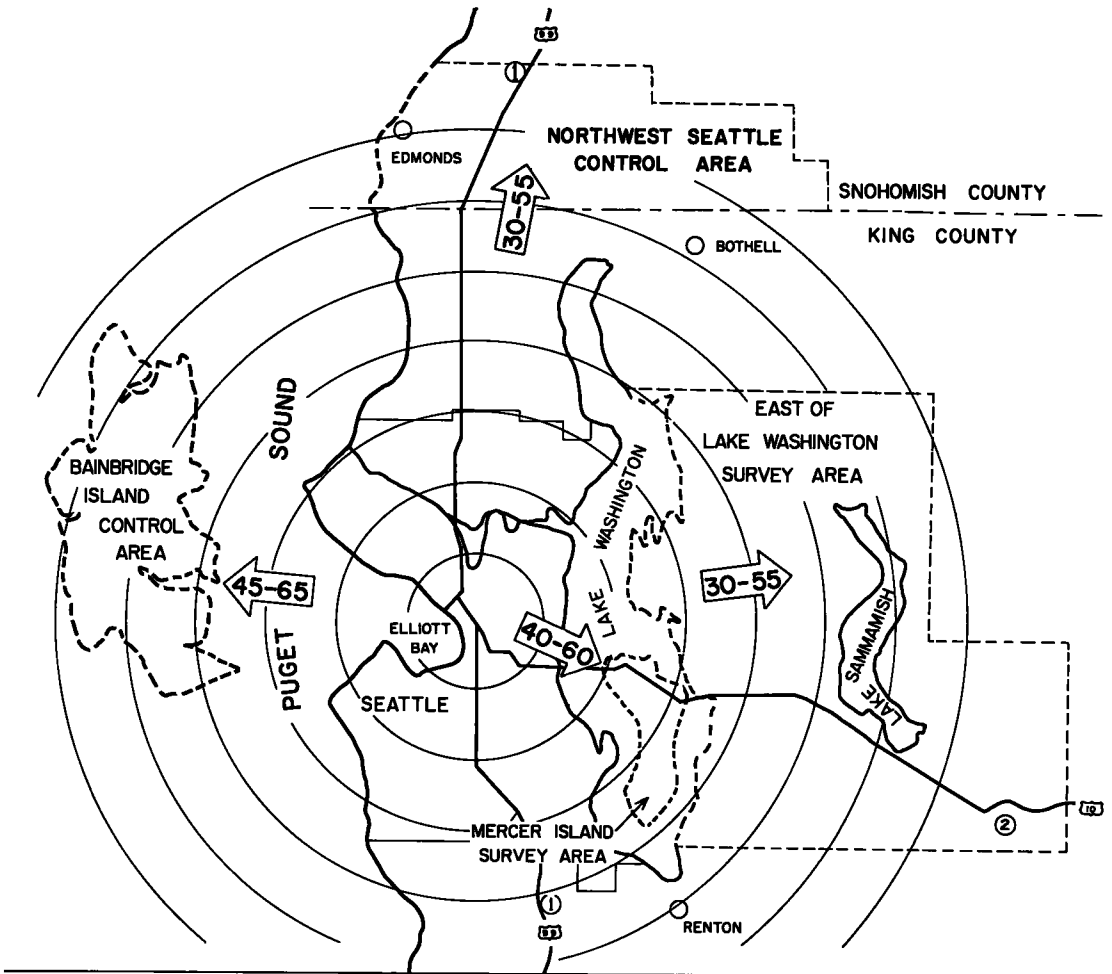 99
1
NORTHWEST SEATTLE
CONTROL AREA
EDMONDS
SNOHOMISH COUNTY
30-55
KING COUNTY
BOTHELL
SOUND
EAST OF
LAKE WASHINGTON
SURVEY AREA
BAINBRIDGE
ISLAND
CONTROL
AREA
LAKE WASHINGTON
45-65
30-55
40-60
ELLIOTT
BAY
PUGET
SEATTLE
LAKE SAMMAMISH
10
2
MERCER ISLAND
SURVEY AREA
1
99
RENTON